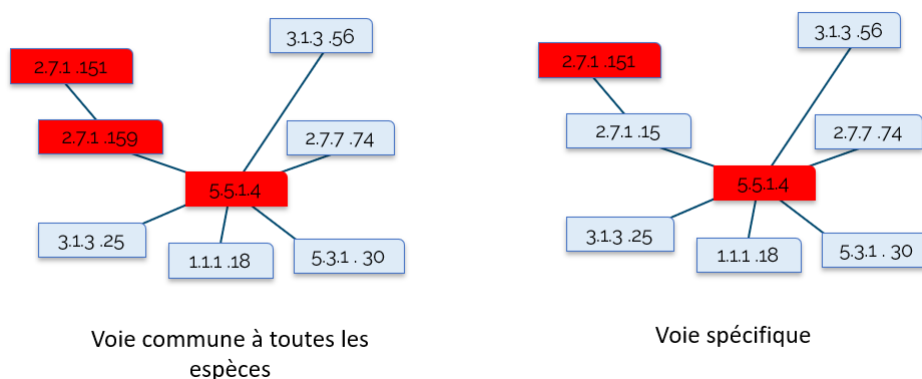 3.1.3 .56
2.7.1 .151
2.7.1 .159
2.7.7 .74
5.5.1.4
3.1.3 .25
1.1.1 .18
5.3.1 . 30
Voie commune à toutes les
espèces
3.1.3 .56
2.7.1 .151
2.7.1 .15
2.7.7 .74
5.5.1.4
3.1.3 .25
1.1.1 .18
5.3.1 . 30
Voie spécifique